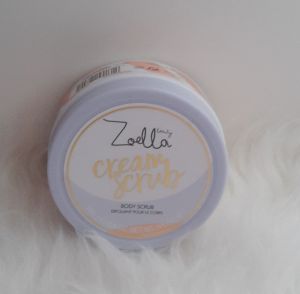 Zoella
beauty
cream
scrub
BODY SCRUB
EXFOLIANT POUR LE CORPS